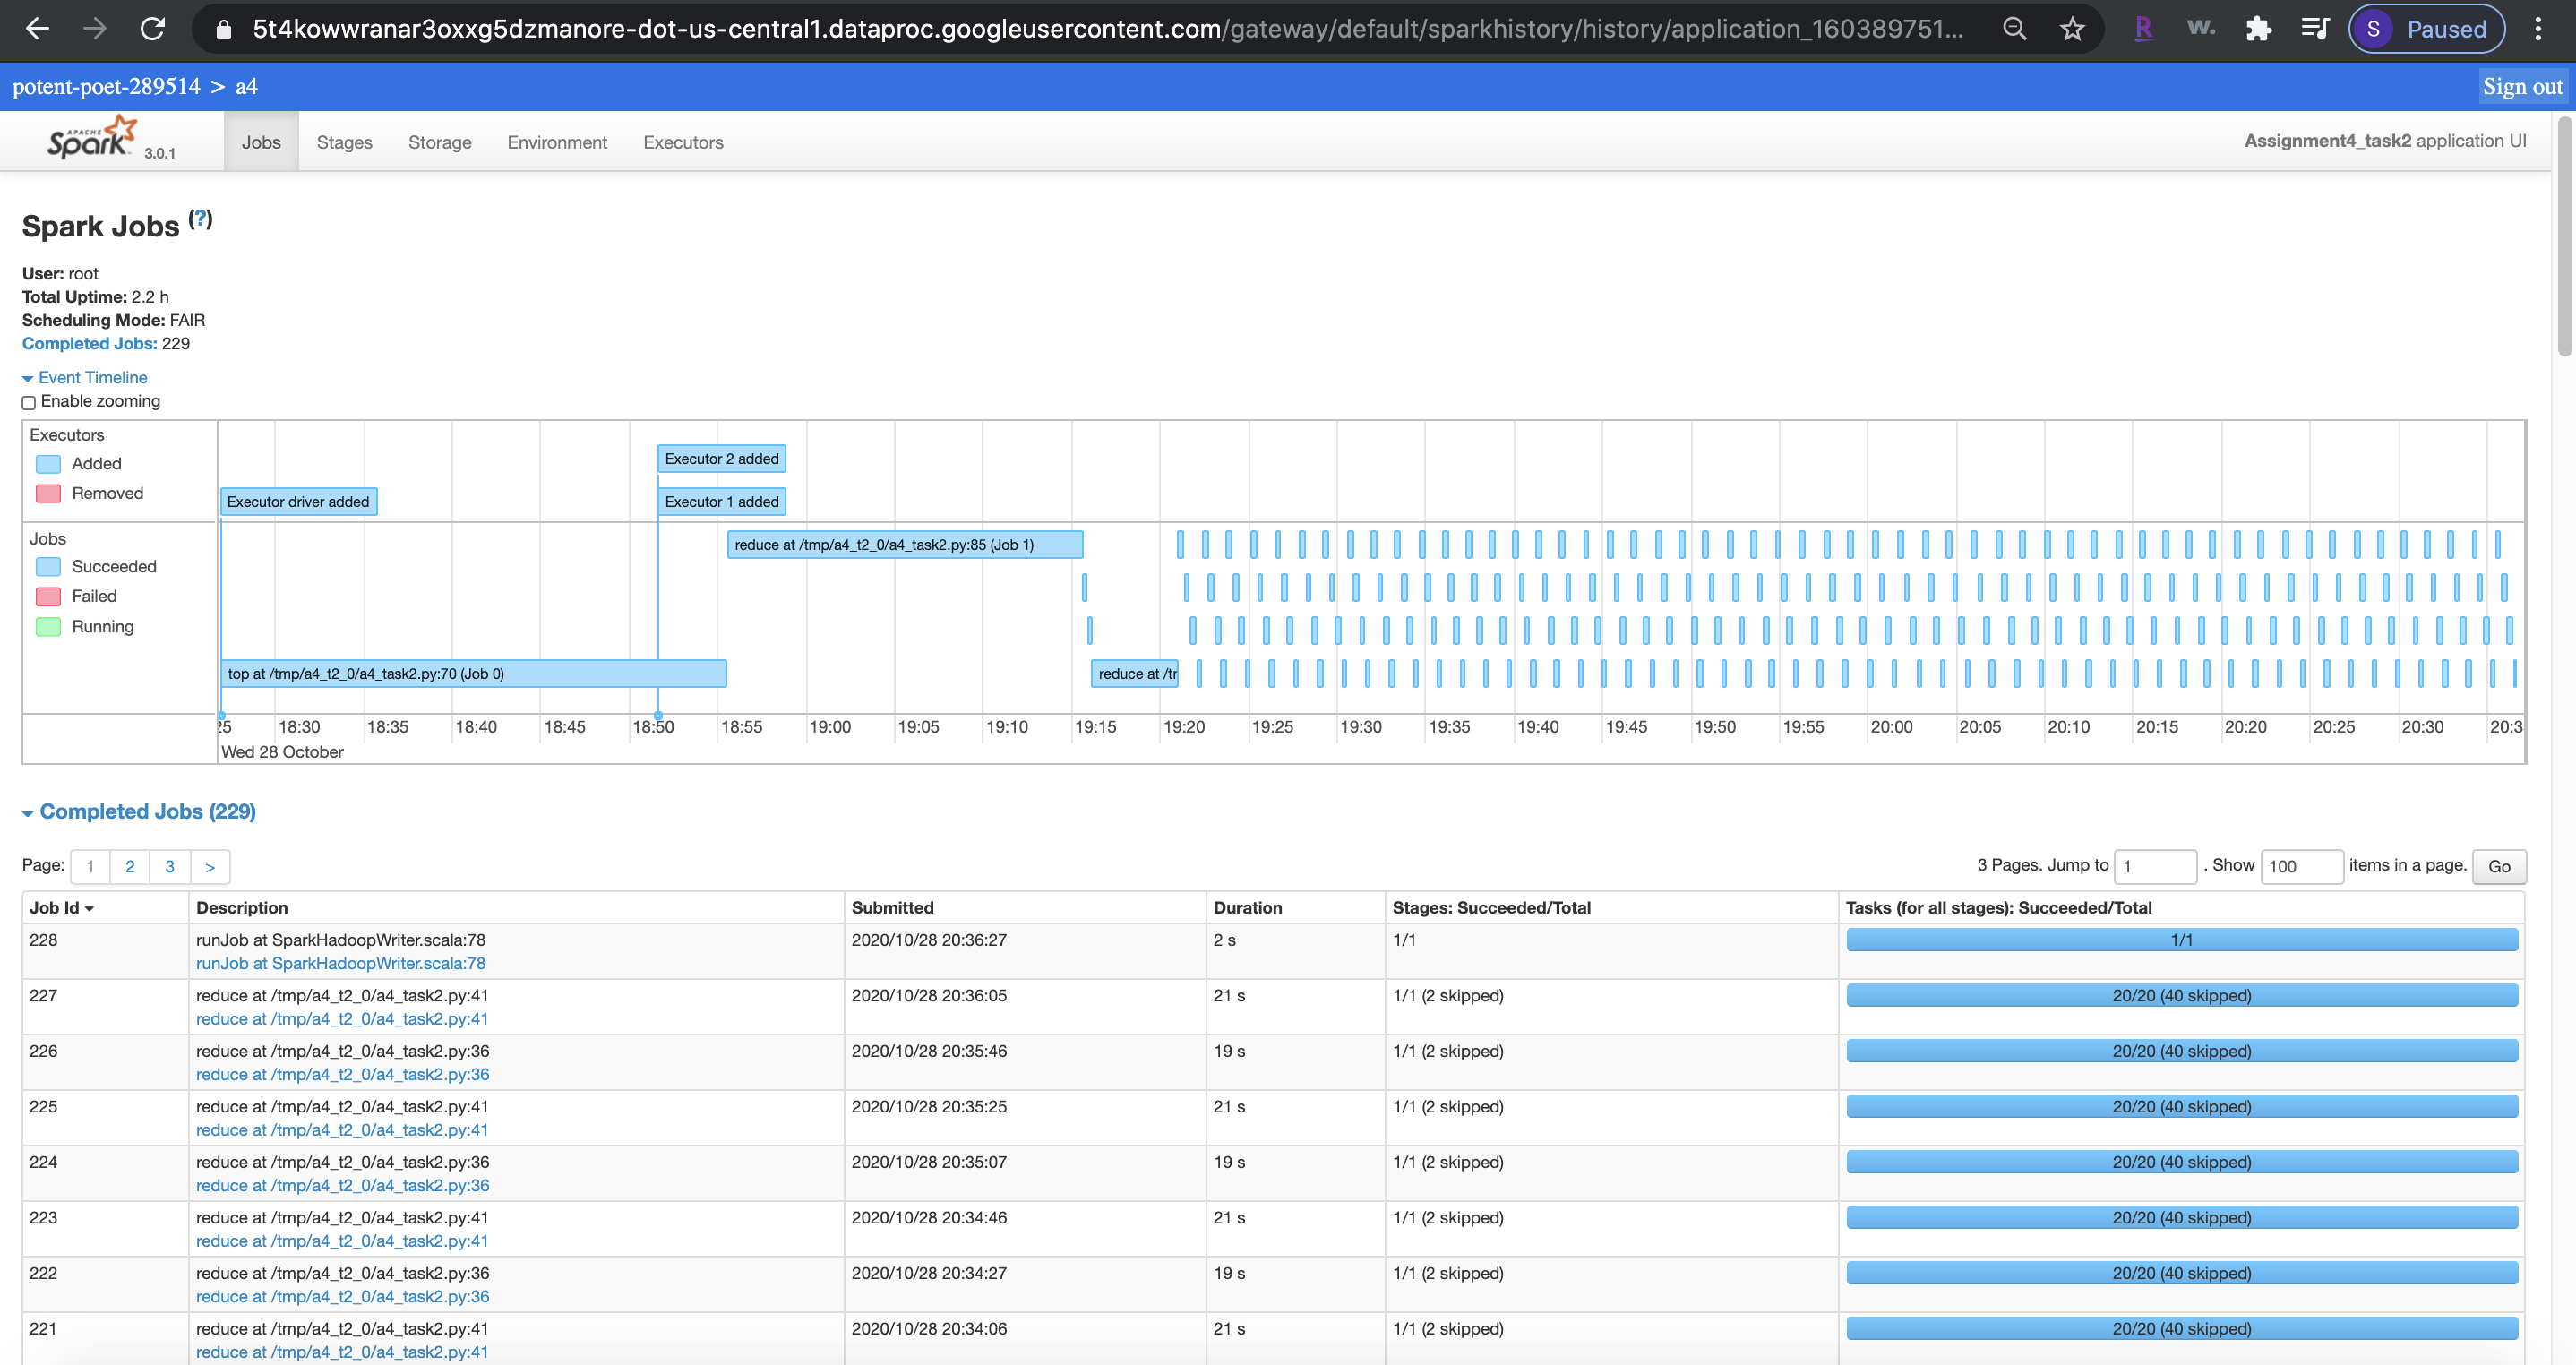 5t4kowwranar3oxxg5dzmanore-dot-us-central1.dataproc.googleusercontent.com/gateway/default/sparkhistory/history/application_160389751... R w. S Paused
potent-poet-289514 > a4 Sign out
APACHE Spark 3.0.1 Jobs Stages Storage Environment Executors Assignment4_task2 application UI
Spark Jobs (?)
User: root
Total Uptime: 2.2 h
Scheduling Mode: FAIR
Completed Jobs: 229
Event Timeline
Enable zooming
Executors
Added
Removed
Executor 2 added
Executor driver added Executor 1 added
Jobs
Succeeded
Failed
Running
reduce at /tmp/a4_t2_0/a4_task2.py:85 (Job 1)
top at /tmp/a4_t2_0/a4_task2.py:70 (Job 0) reduce at /tr
25 18:30 18:35 18:40 18:45 18:50 18:55 19:00 19:05 19:10 19:15 19:20 19:25 19:30 19:35 19:40 19:45 19:50 19:55 20:00 20:05 20:10 20:15 20:20 20:25 20:30 20:3
Wed 28 October
Completed Jobs (229)
Page: 1 2 3 > 3 Pages. Jump to 1 . Show 100 items in a page. Go
Job Id Description Submitted Duration Stages: Succeeded/Total Tasks (for all stages): Succeeded/Total
228 runJob at SparkHadoopWriter.scala:78 2020/10/28 20:36:27 2 s 1/1 1/1
runJob at SparkHadoopWriter.scala:78
227 reduce at /tmp/a4_t2_0/a4_task2.py:41 2020/10/28 20:36:05 21 s 1/1 (2 skipped) 20/20 (40 skipped)
reduce at /tmp/a4_t2_0/a4_task2.py:41
226 reduce at /tmp/a4_t2_0/a4_task2.py:36 2020/10/28 20:35:46 19 s 1/1 (2 skipped) 20/20 (40 skipped)
reduce at /tmp/a4_t2_0/a4_task2.py:36
225 reduce at /tmp/a4_t2_0/a4_task2.py:41 2020/10/28 20:35:25 21 s 1/1 (2 skipped) 20/20 (40 skipped)
reduce at /tmp/a4_t2_0/a4_task2.py:41
224 reduce at /tmp/a4_t2_0/a4_task2.py:36 2020/10/28 20:35:07 19 s 1/1 (2 skipped) 20/20 (40 skipped)
reduce at /tmp/a4_t2_0/a4_task2.py:36
223 reduce at /tmp/a4_t2_0/a4_task2.py:41 2020/10/28 20:34:46 21 s 1/1 (2 skipped) 20/20 (40 skipped)
reduce at /tmp/a4_t2_0/a4_task2.py:41
222 reduce at /tmp/a4_t2_0/a4_task2.py:36 2020/10/28 20:34:27 19 s 1/1 (2 skipped) 20/20 (40 skipped)
reduce at /tmp/a4_t2_0/a4_task2.py:36
221 reduce at /tmp/a4_t2_0/a4_task2.py:41 2020/10/28 20:34:06 21 s 1/1 (2 skipped) 20/20 (40 skipped)
reduce at /tmp/a4_t2_0/a4_task2.py:41